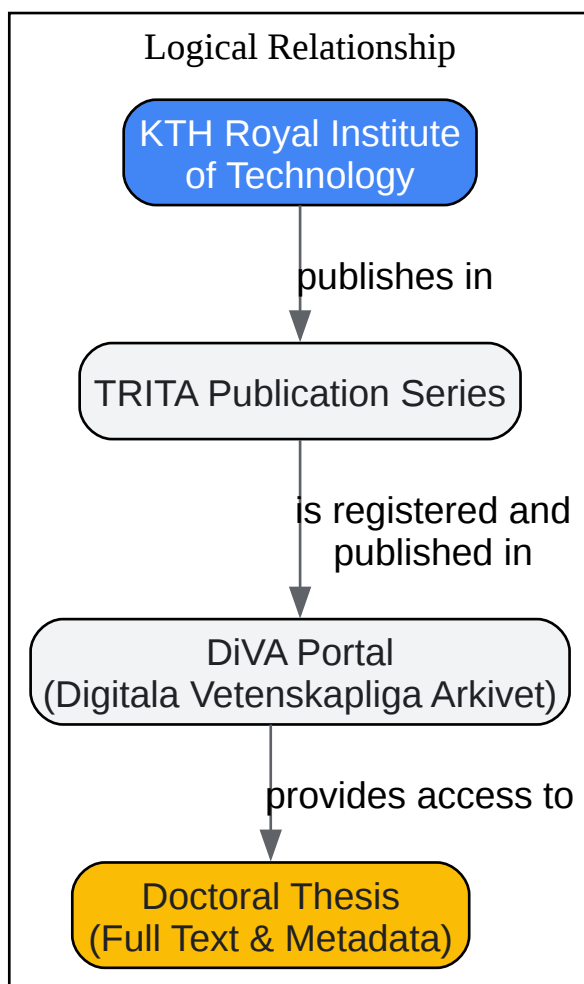 Logical Relationship
KTH Royal Institute
of Technology
publishes in
TRITA Publication Series
is registered and
published in
DiVA Portal
(Digitala Vetenskapliga Arkivet)
provides access to
Doctoral Thesis
(Full Text & Metadata)